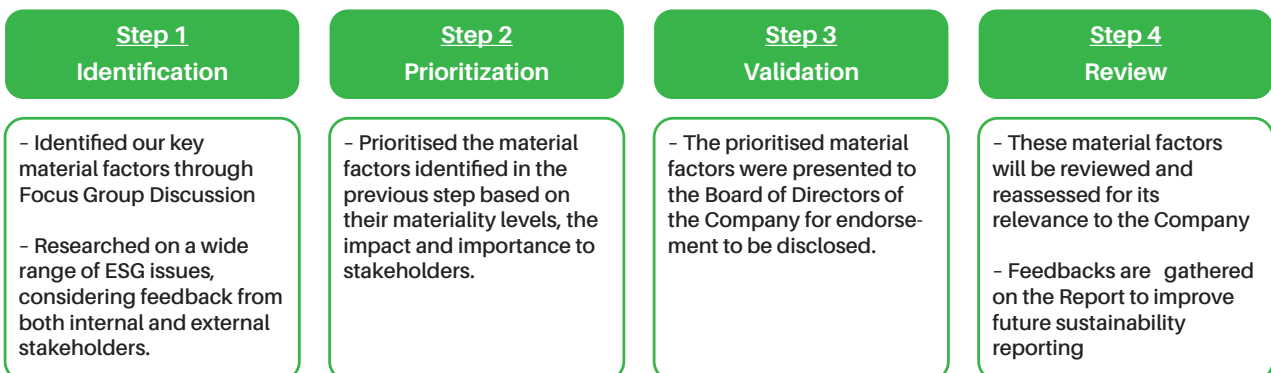 Step 1
Identification
– Identified our key
material factors through
Focus Group Discussion
– Researched on a wide
range of ESG issues,
considering feedback from
both internal and external
stakeholders.
Step 2
Prioritization
– Prioritised the material
factors identified in the
previous step based on
their materiality levels, the
impact and importance to
stakeholders.
Step 3
Validation
– The prioritised material
factors were presented to
the Board of Directors of
the Company for endorse-
ment to be disclosed.
Step 4
Review
– These material factors
will be reviewed and
reassessed for its
relevance to the Company
– Feedbacks are gathered
on the Report to improve
future sustainability
reporting